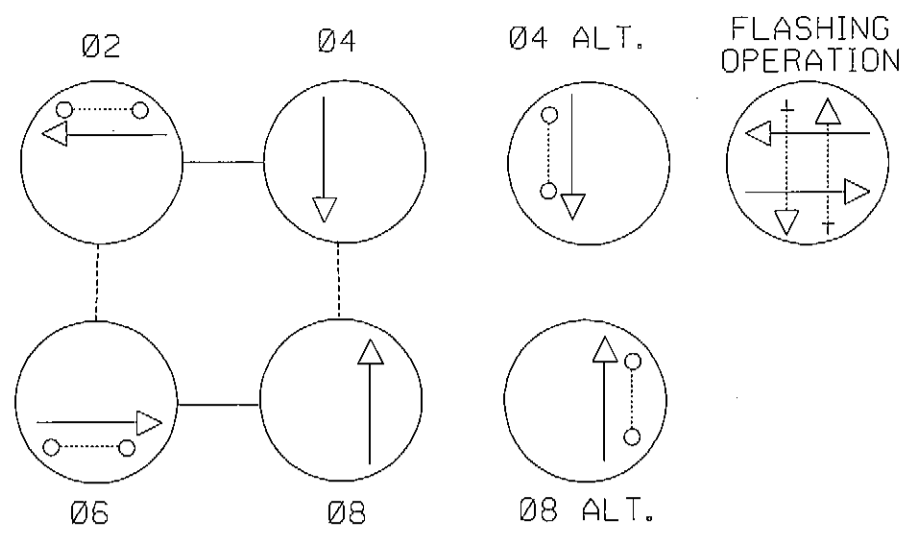 Ø2
Ø4
Ø4 ALT.
FLASHING
OPERATION
Ø6
Ø8
Ø8 ALT.